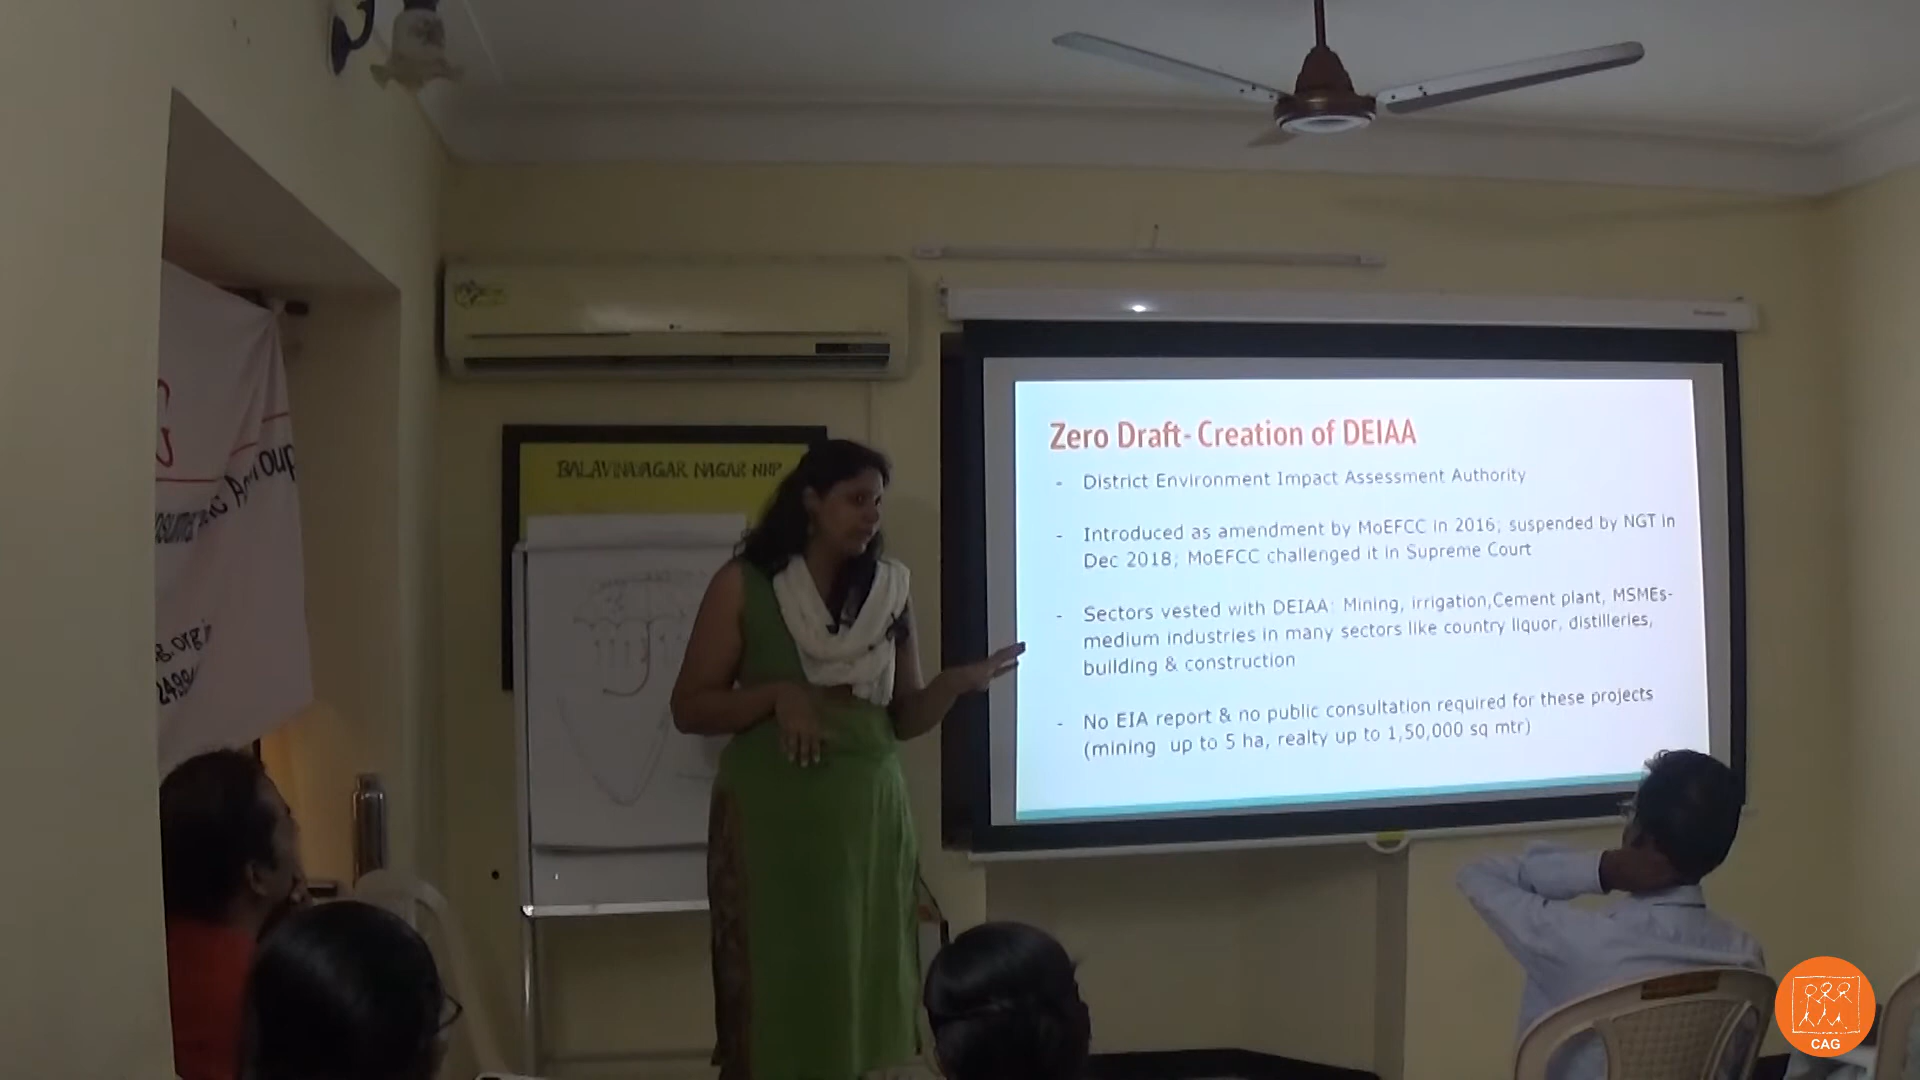 BALAVINAYAGAR NAGAR NNP
Zero Draft- Creation of DEIAA
- District Environment Impact Assessment Authority
- Introduced as amendment by MoEFCC in 2016; suspended by NGT in
Dec 2018; MoEFCC challenged it in Supreme Court
- Sectors vested with DEIAA: Mining, irrigation,Cement plant, MSMEs-
medium industries in many sectors like country liquor, distilleries,
building & construction
- No EIA report & no public consultation required for these projects
(mining up to 5 ha, realty up to 1,50,000 sq mtr)
CAG